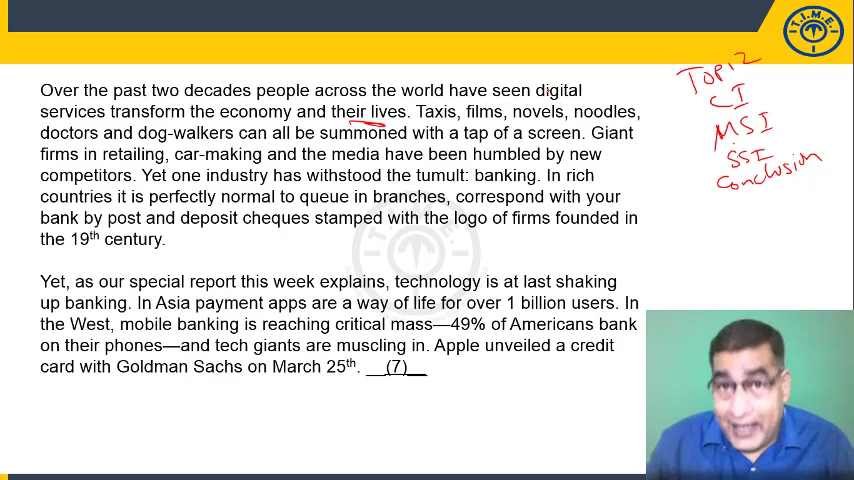 T.I.M.E.
Over the past two decades people across the world have seen digital
services transform the economy and their lives. Taxis, films, novels, noodles,
doctors and dog-walkers can all be summoned with a tap of a screen. Giant
firms in retailing, car-making and the media have been humbled by new
competitors. Yet one industry has withstood the tumult: banking. In rich
countries it is perfectly normal to queue in branches, correspond with your
bank by post and deposit cheques stamped with the logo of firms founded in
the 19th century.
Yet, as our special report this week explains, technology is at last shaking
up banking. In Asia payment apps are a way of life for over 1 billion users. In
the West, mobile banking is reaching critical mass—49% of Americans bank
on their phones—and tech giants are muscling in. Apple unveiled a credit
card with Goldman Sachs on March 25th. __(7)__
Topic
CI
MSI
SSI
Conclusion
T.I.M.E.